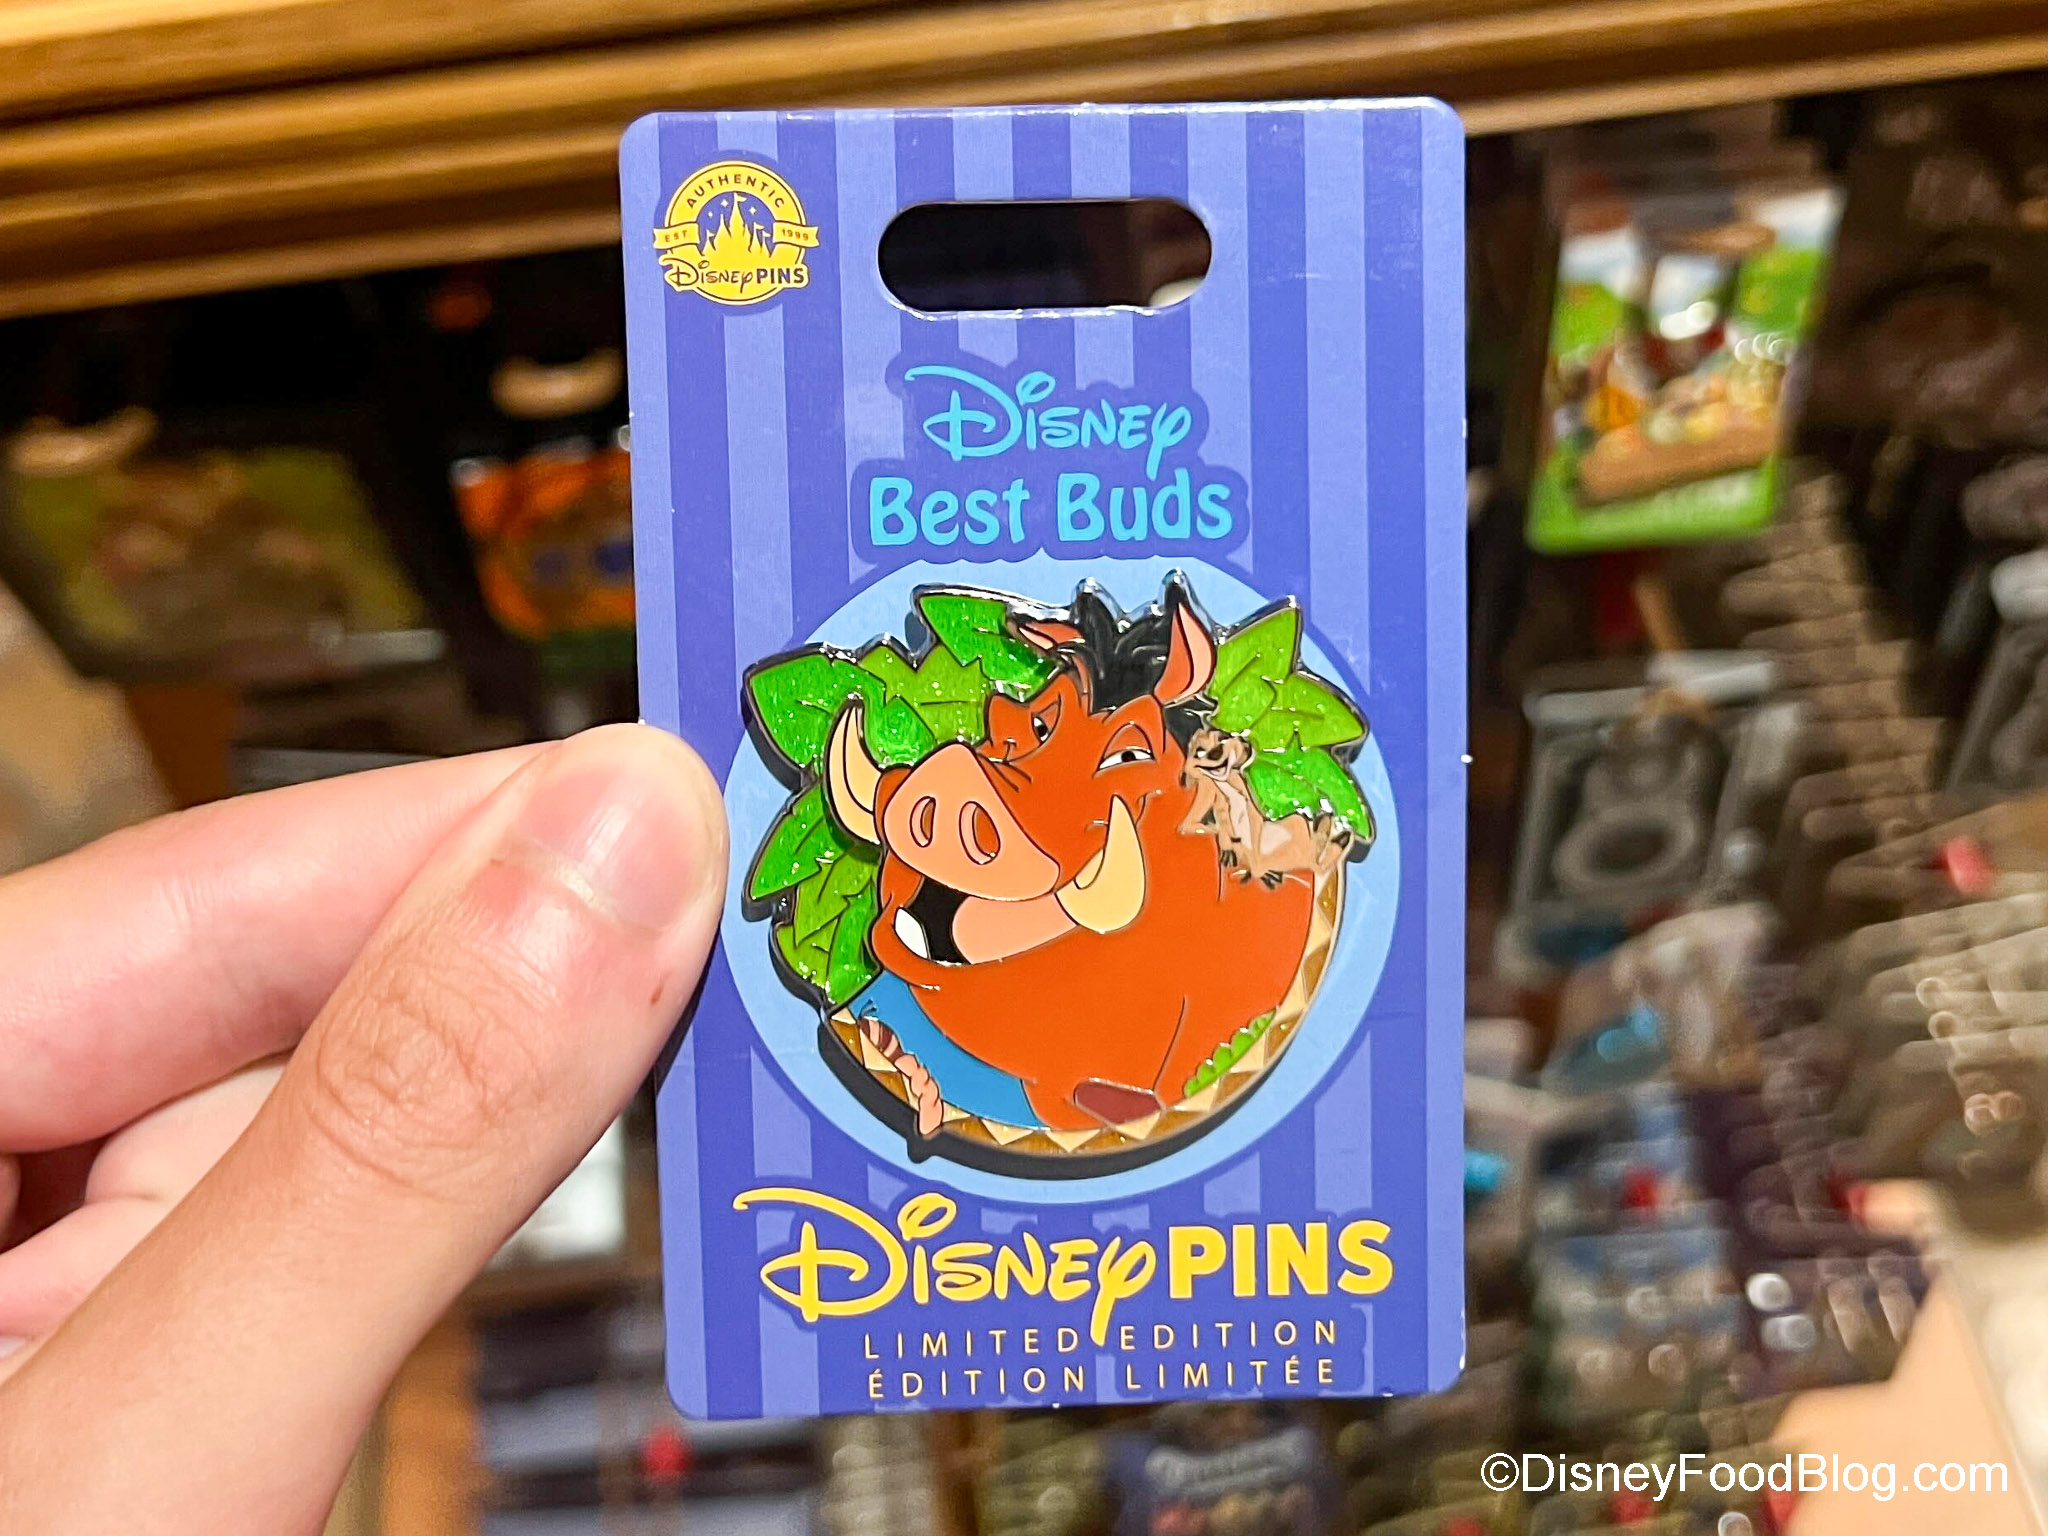 AUTHENTIC
EST. 1999
Disney PINS
Disney
Best Buds
Disney PINS
LIMITED EDITION
ÉDITION LIMITÉE
©DisneyFoodBlog.com